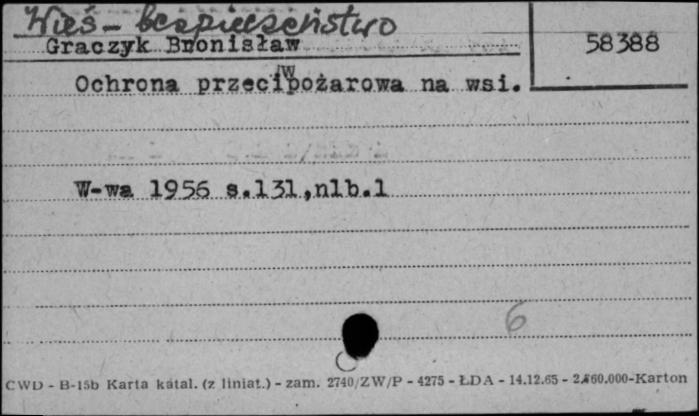 Wieś - bezpieczeństwo
Graczyk Bronisław
58388
Ochrona przeciwpożarowa na wsi.
W-wa 1956 s.131,nlb.1
6
CWD - B-15b Karta katal. (z liniat.) - zam. 2740/ZW/P - 4275 - ŁDA - 14.12.65 - 2.860.000-Karton